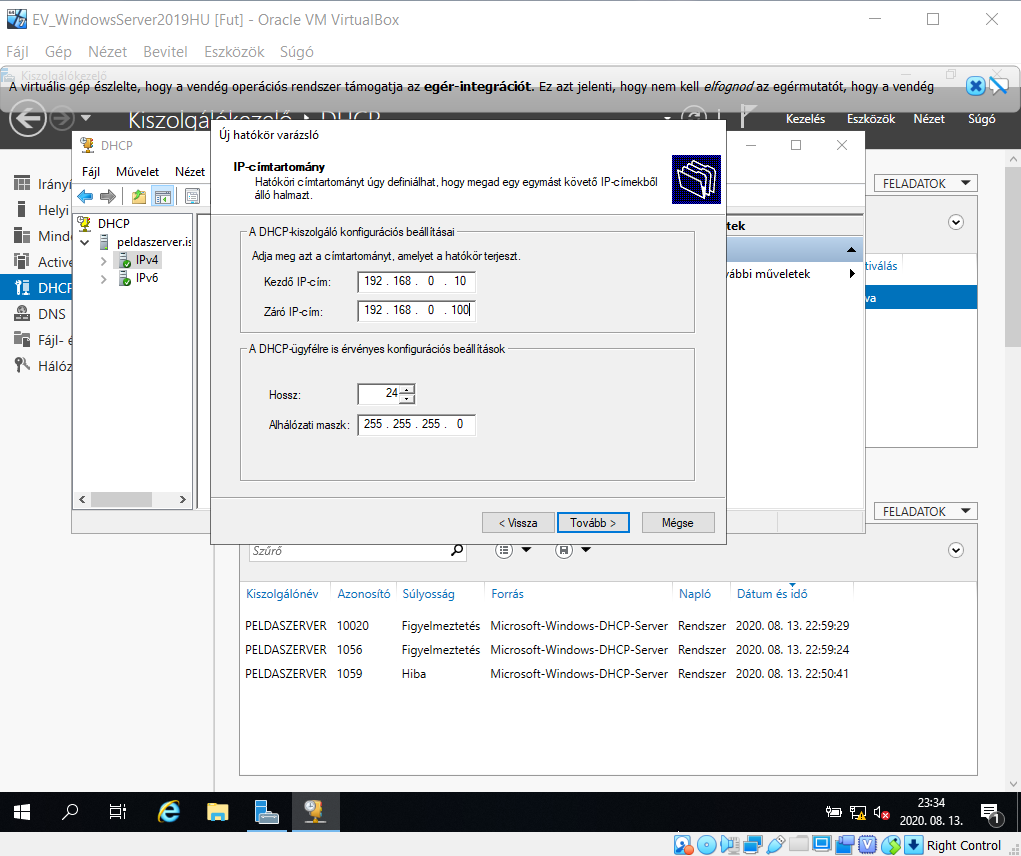 EV_WindowsServer2019HU [Fut] - Oracle VM VirtualBox
Fájl Gép Nézet Bevitel Eszközök Súgó
Kiszolgálókezelő
A virtuális gép észlelte, hogy a vendég operációs rendszer támogatja az egér-integrációt. Ez azt jelenti, hogy nem kell elfognod az egérmutatót, hogy a vendég
Kiszolgálókezelő DHCP
Kezelés Eszközök Nézet Súgó
DHCP
Fájl Művelet Nézet
DHCP
peldaszerver.is
IPv4
IPv6
Helyi
DHCP
DNS
Új hatókör varázsló
IP-címtartomány
Hatóköri címtartományt úgy definiálhat, hogy megad egy egymást követő IP-címekből
álló halmazt.
A DHCP-kiszolgáló konfigurációs beállításai
Adja meg azt a címtartományt, amelyet a hatókör terjeszt.
Kezdő IP-cím: 192 . 168 . 0 . 10
Záró IP-cím: 192 . 168 . 0 . 100
A DHCP-ügyfélre is érvényes konfigurációs beállítások
Hossz: 24
Alhálózati maszk: 255 . 255 . 255 . 0
< Vissza Tovább > Mégse
tek
vábbi műveletek
FELADATOK
tiválás
va
FELADATOK
Szűrő
Kiszolgálónév Azonosító Súlyosság Forrás Napló Dátum és idő
PELDASZERVER 10020 Figyelmeztetés Microsoft-Windows-DHCP-Server Rendszer 2020. 08. 13. 22:59:29
PELDASZERVER 1056 Figyelmeztetés Microsoft-Windows-DHCP-Server Rendszer 2020. 08. 13. 22:59:24
PELDASZERVER 1059 Hiba Microsoft-Windows-DHCP-Server Rendszer 2020. 08. 13. 22:50:41
23:34
2020. 08. 13.
1
Right Control